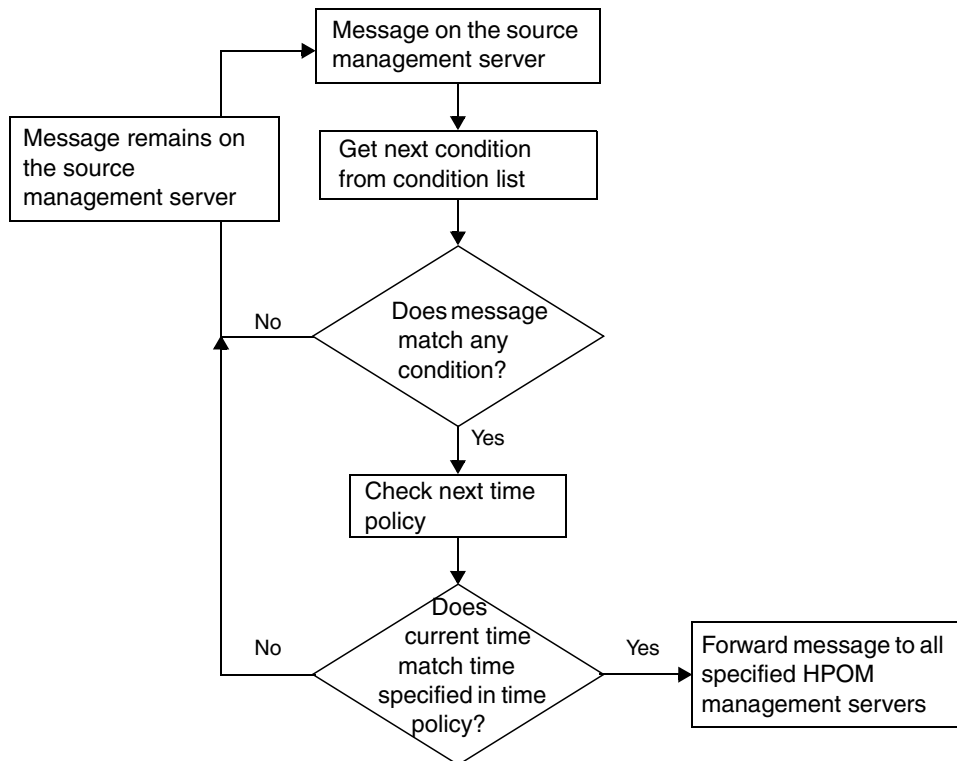 Message on the source
management server
Message remains on
the source
management server
Get next condition
from condition list
Does message
match any
condition?
No
Yes
Check next time
policy
Does
current time
match time
specified in time
policy?
No
Yes
Forward message to all
specified HPOM
management servers